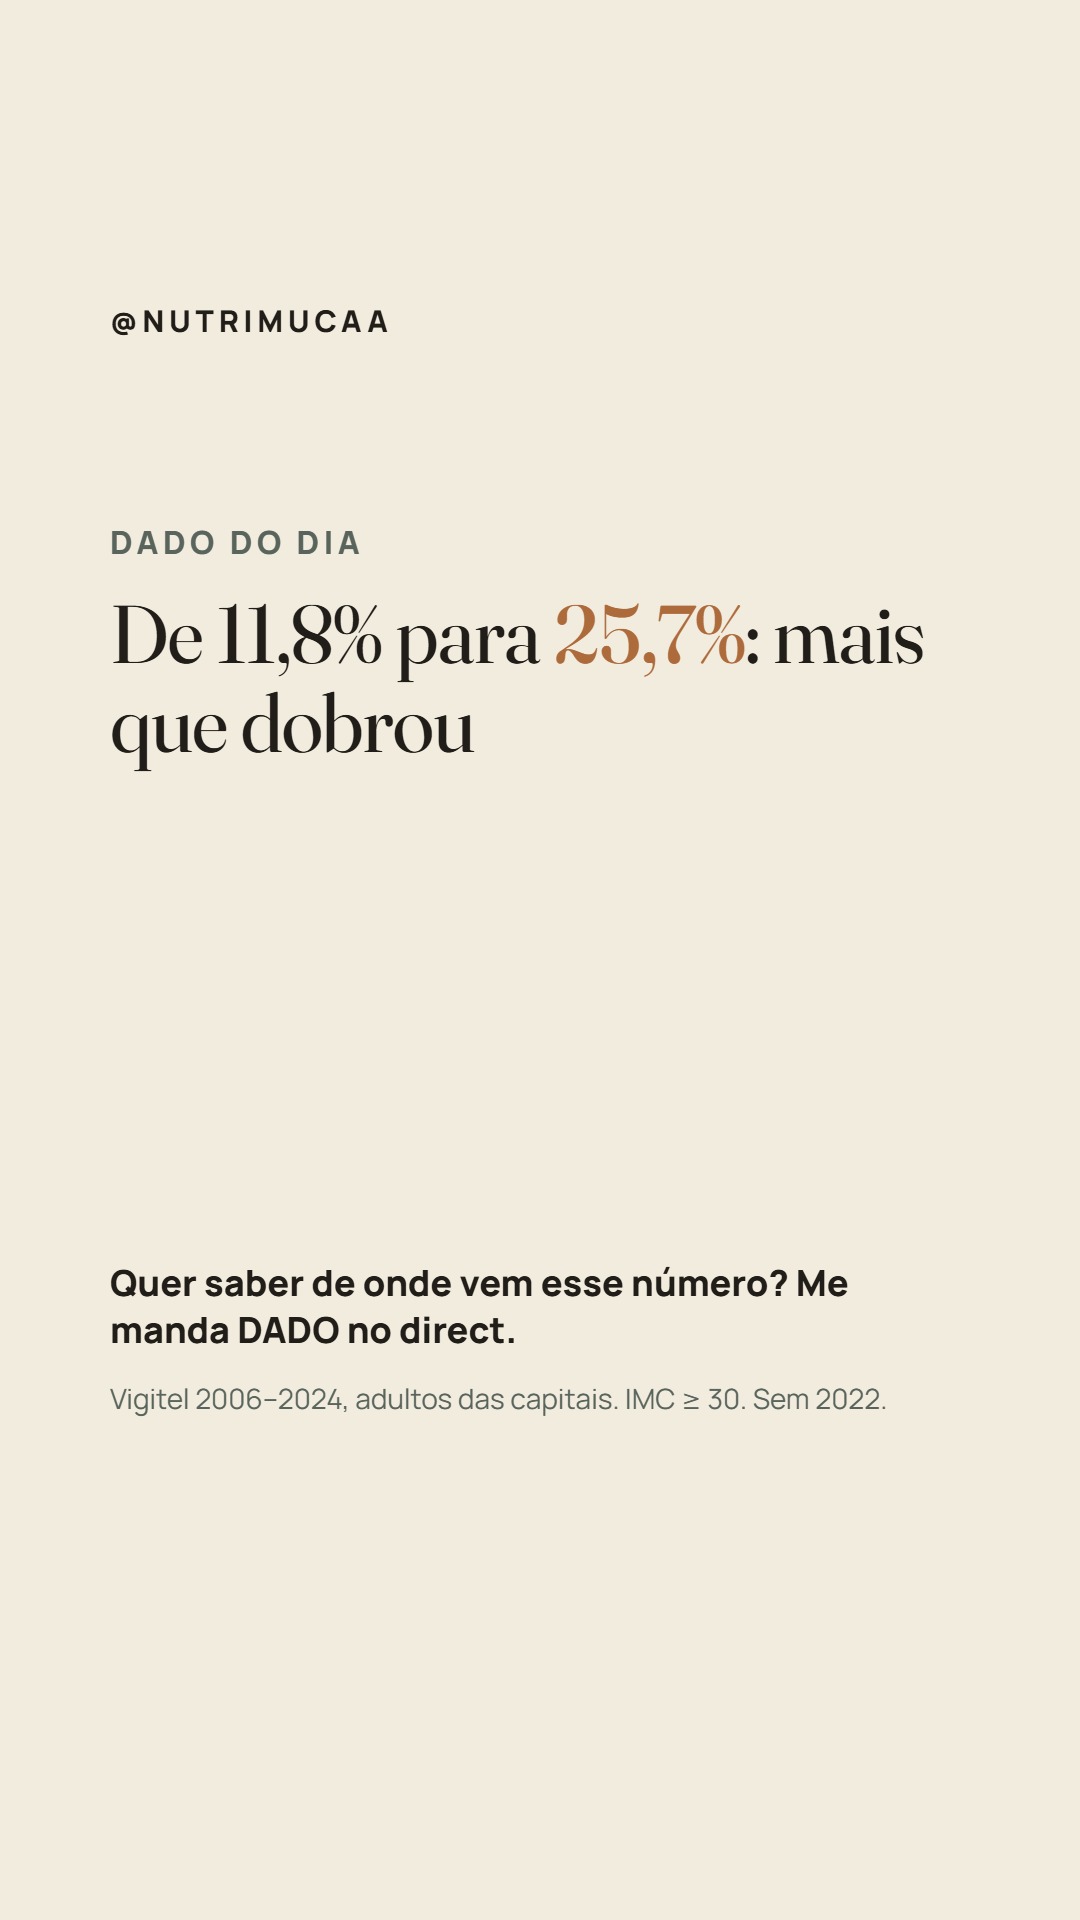 @NUTRIMUCAA
DADO DO DIA
De 11,8% para 25,7%: mais
que dobrou
Quer saber de onde vem esse número? Me
manda DADO no direct.
Vigitel 2006–2024, adultos das capitais. IMC ≥ 30. Sem 2022.